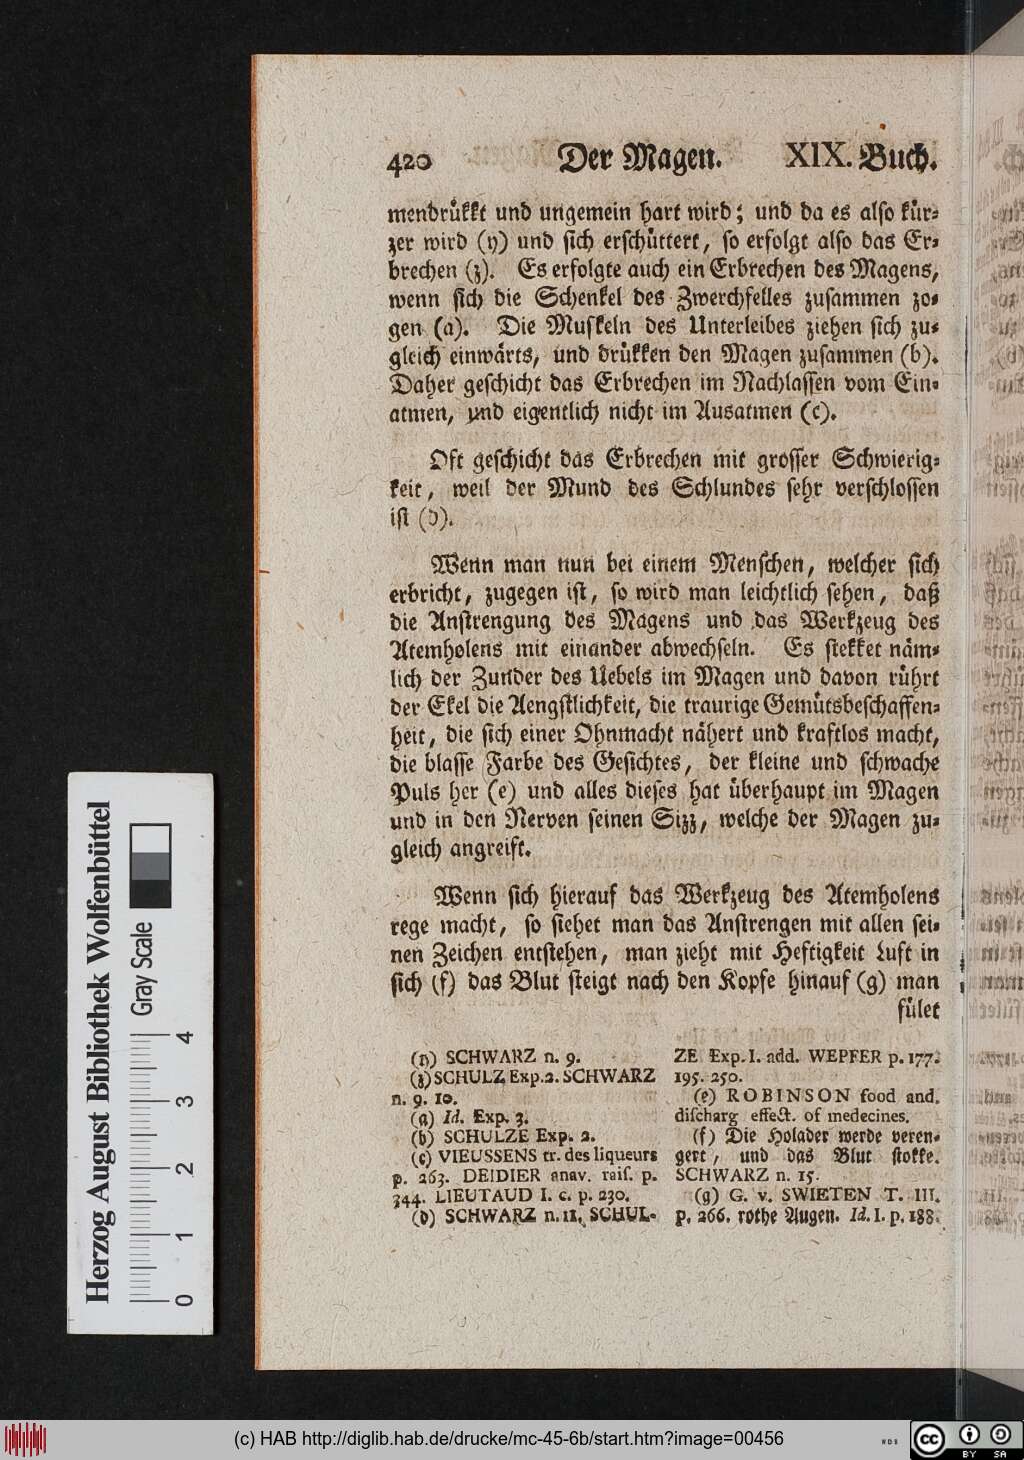 420 Der Magen. XIX. Buch.
mendrükkt und ungemein hart wird; und da es also kür-
zer wird (y) und sich erschüttert, so erfolgt also das Er-
brechen (z). Es erfolgte auch ein Erbrechen des Magens,
wenn sich die Schenkel des Zwerchfelles zusammen zo-
gen (a). Die Muskeln des Unterleibes ziehen sich zu-
gleich einwärts, und drükken den Magen zusammen (b).
Daher geschicht das Erbrechen im Nachlassen vom Ein-
atmen, und eigentlich nicht im Ausatmen (c).
Oft geschicht das Erbrechen mit grosser Schwierig-
keit, weil der Mund des Schlundes sehr verschlossen
ist (d).
Wenn man nun bei einem Menschen, welcher sich
erbricht, zugegen ist, so wird man leichtlich sehen, daß
die Anstrengung des Magens und das Werkzeug des
Atemholens mit einander abwechseln. Es stekket näm-
lich der Zunder des Uebels im Magen und davon rührt
der Ekel die Aengstlichkeit, die traurige Gemütsbeschaffen-
heit, die sich einer Ohnmacht nähert und kraftlos macht,
die blasse Farbe des Gesichtes, der kleine und schwache
Puls her (e) und alles dieses hat überhaupt im Magen
und in den Nerven seinen Sizz, welche der Magen zu-
gleich angreift.
Wenn sich hierauf das Werkzeug des Atemholens
rege macht, so siehet man das Anstrengen mit allen sei-
nen Zeichen entstehen, man zieht mit Heftigkeit Luft in
sich (f) das Blut steigt nach den Kopfe hinauf (g) man
fület
(y) SCHWARZ n. 9.
(z) SCHULZ Exp. 2. SCHWARZ
n. 9. 10.
(a) Id. Exp. 3.
(b) SCHULZE Exp. 2.
(c) VIEUSSENS tr. des liqueurs
p. 263. DEIDIER anav. rais. p.
344. LIEUTAUD I. c. p. 230.
(d) SCHWARZ n. 11. SCHUL-
ZE Exp. I. add. WEPFER p. 177.
195. 250.
(e) ROBINSON food and.
discharg effect. of medecines.
(f) Die Holader werde veren-
gert, und das Blut stokke.
SCHWARZ n. 15.
(g) G. v. SWIETEN T. III.
p. 266. rothe Augen. Id. I. p. 188.
Herzog August Bibliothek Wolfenbüttel
Gray Scale
0 1 2 3 4
(c) HAB http://diglib.hab.de/drucke/mc-45-6b/start.htm?image=00456
cc BY SA